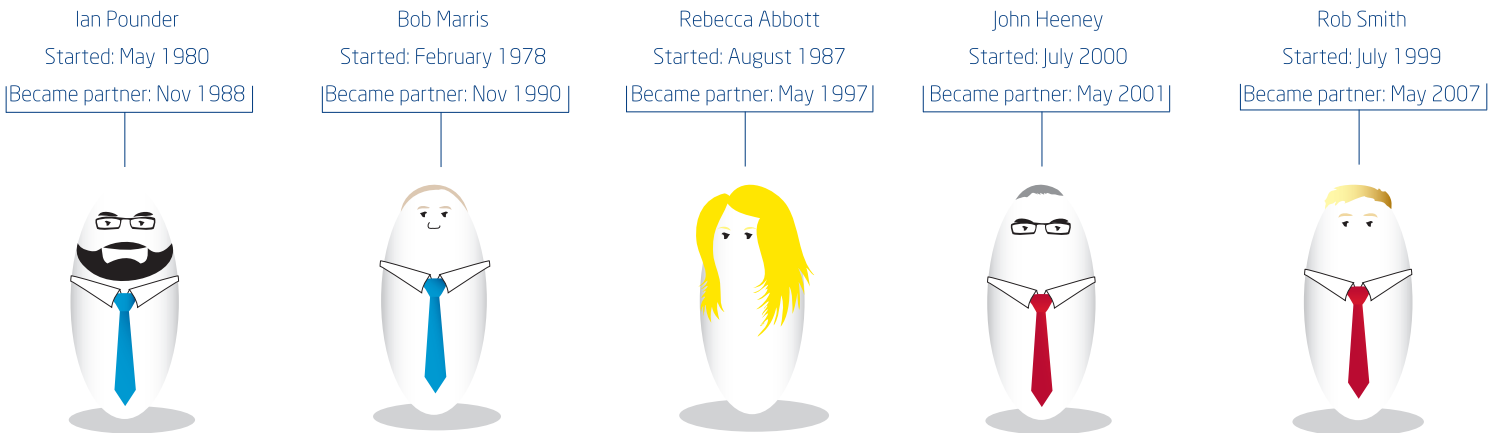 Ian Pounder
Started: May 1980
Became partner: Nov 1988
Bob Marris
Started: February 1978
Became partner: Nov 1990
Rebecca Abbott
Started: August 1987
Became partner: May 1997
John Heeney
Started: July 2000
Became partner: May 2001
Rob Smith
Started: July 1999
Became partner: May 2007